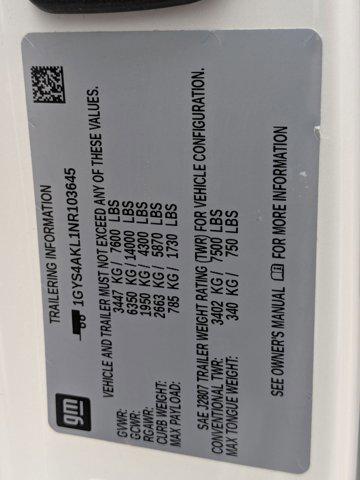 gm
TRAILERING INFORMATION
1GYS4AKL1NR103645
VEHICLE AND TRAILER MUST NOT EXCEED ANY OF THESE VALUES.
GVWR: 3447 KG / 7600 LBS
GCWR: 6350 KG / 14000 LBS
RGAWR: 1950 KG / 4300 LBS
CURB WEIGHT: 2663 KG / 5870 LBS
MAX PAYLOAD: 785 KG / 1730 LBS
SAE J2807 TRAILER WEIGHT RATING (TWR) FOR VEHICLE CONFIGURATION.
CONVENTIONAL TWR: 3402 KG / 7500 LBS
MAX TONGUE WEIGHT: 340 KG / 750 LBS
SEE OWNER'S MANUAL FOR MORE INFORMATION